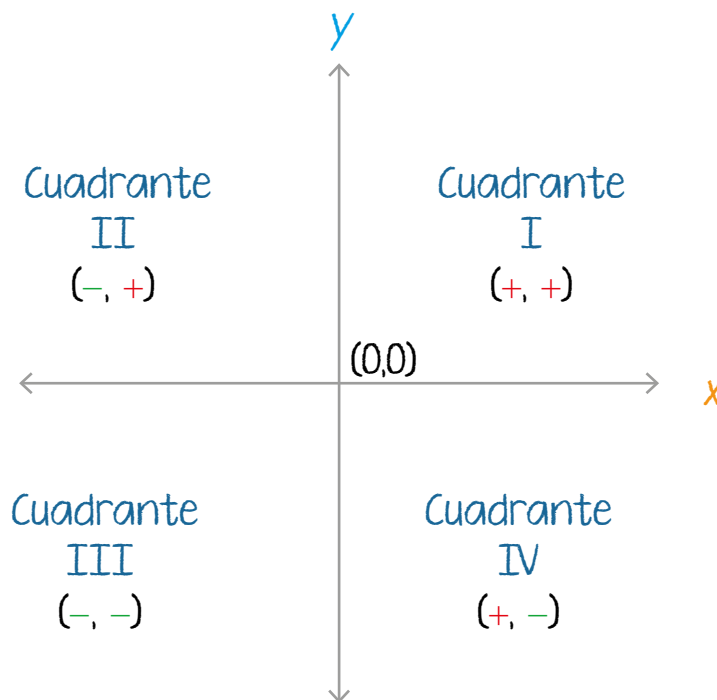 y
Cuadrante
II
(−, +)
Cuadrante
I
(+, +)
(0,0)
x
Cuadrante
III
(−, −)
Cuadrante
IV
(+, −)